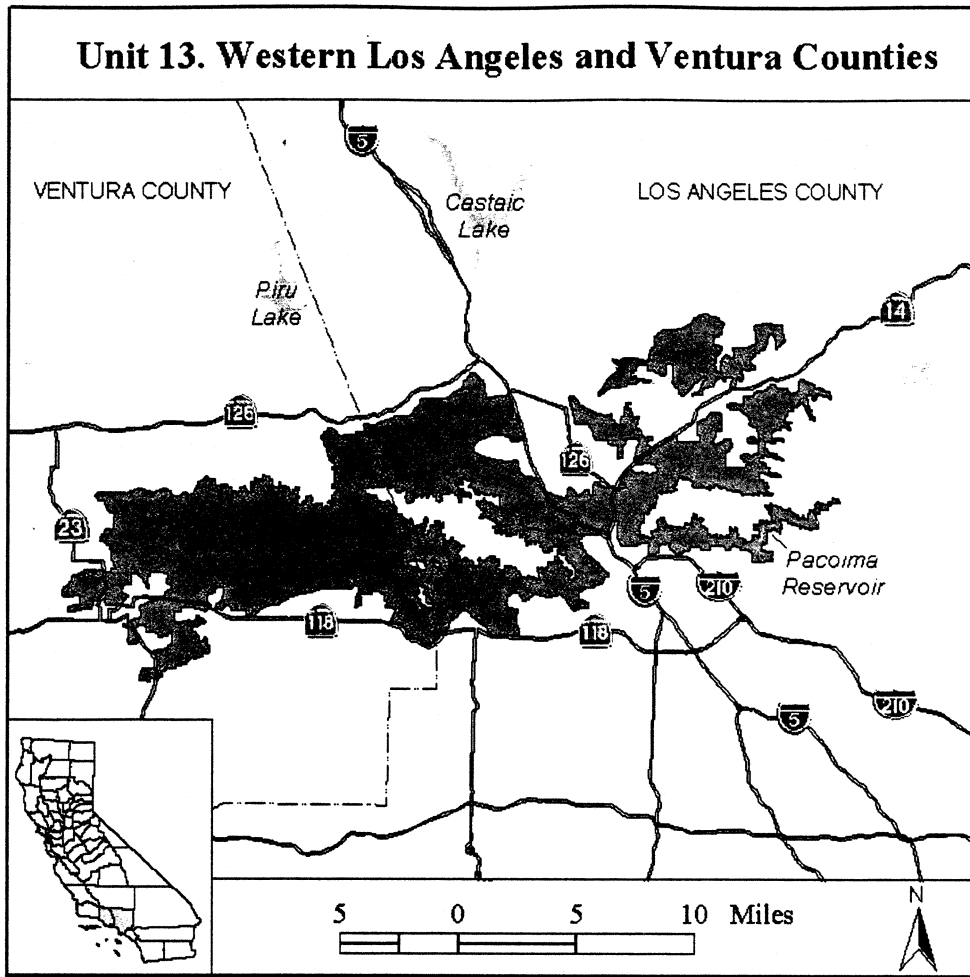 Unit 13. Western Los Angeles and Ventura Counties
5
VENTURA COUNTY
Castaic
Lake
LOS ANGELES COUNTY
Piru
Lake
14
126
126
23
Pacoima
Reservoir
5
210
118
118
210
5
5 0 5 10 Miles
N